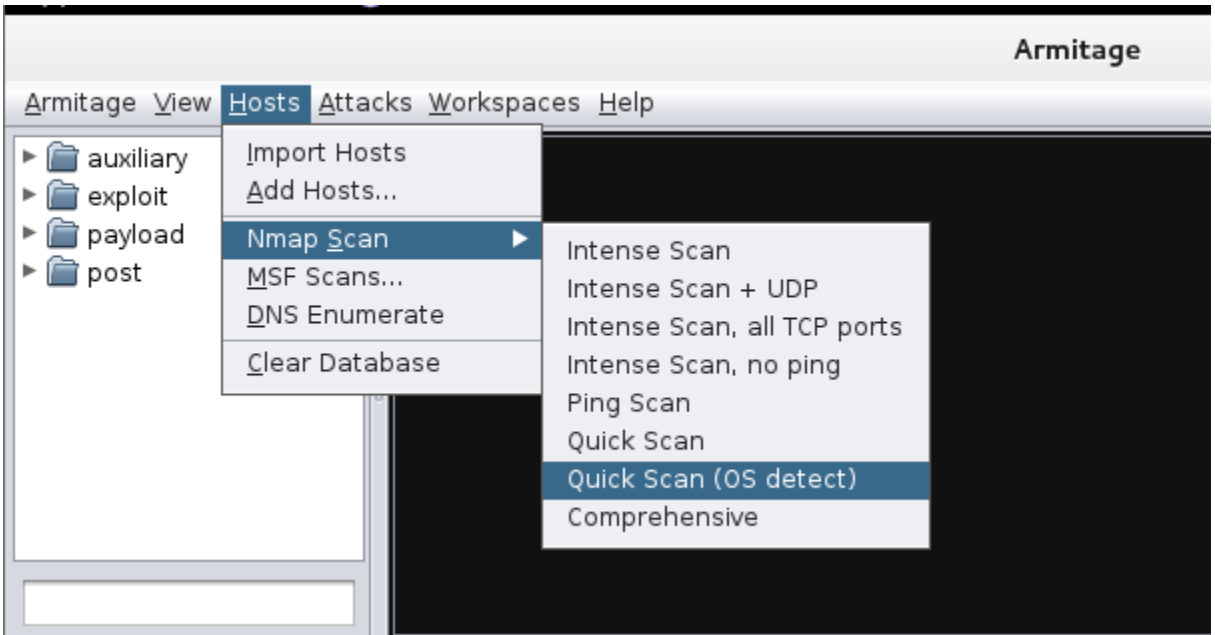 Armitage
Armitage View Hosts Attacks Workspaces Help
auxiliary
exploit
payload
post
Import Hosts
Add Hosts...
Nmap Scan
MSF Scans...
DNS Enumerate
Clear Database
Intense Scan
Intense Scan + UDP
Intense Scan, all TCP ports
Intense Scan, no ping
Ping Scan
Quick Scan
Quick Scan (OS detect)
Comprehensive